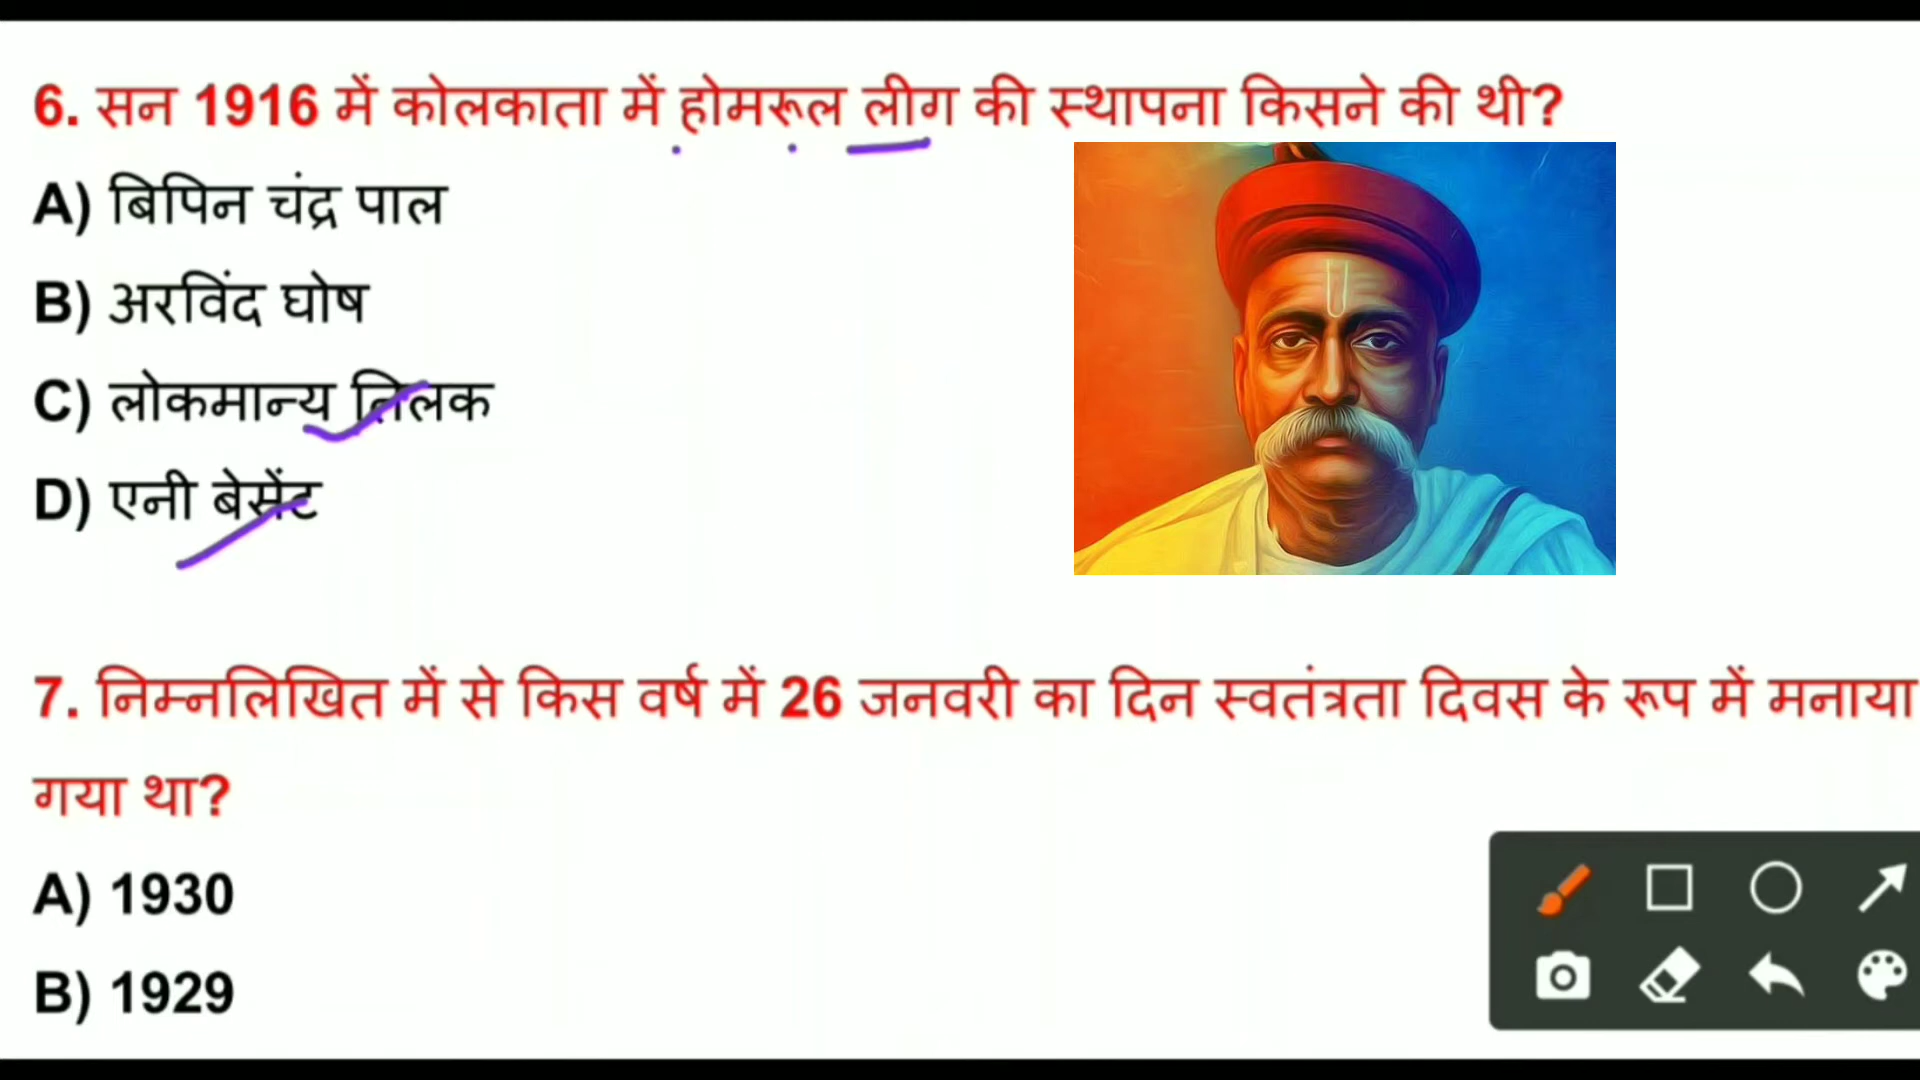 6. सन 1916 में कोलकाता में होमरूल लीग की स्थापना किसने की थी?
A) बिपिन चंद्र पाल
B) अरविंद घोष
C) लोकमान्य तिलक
D) एनी बेसेंट
7. निम्नलिखित में से किस वर्ष में 26 जनवरी का दिन स्वतंत्रता दिवस के रूप में मनाया
गया था?
A) 1930
B) 1929